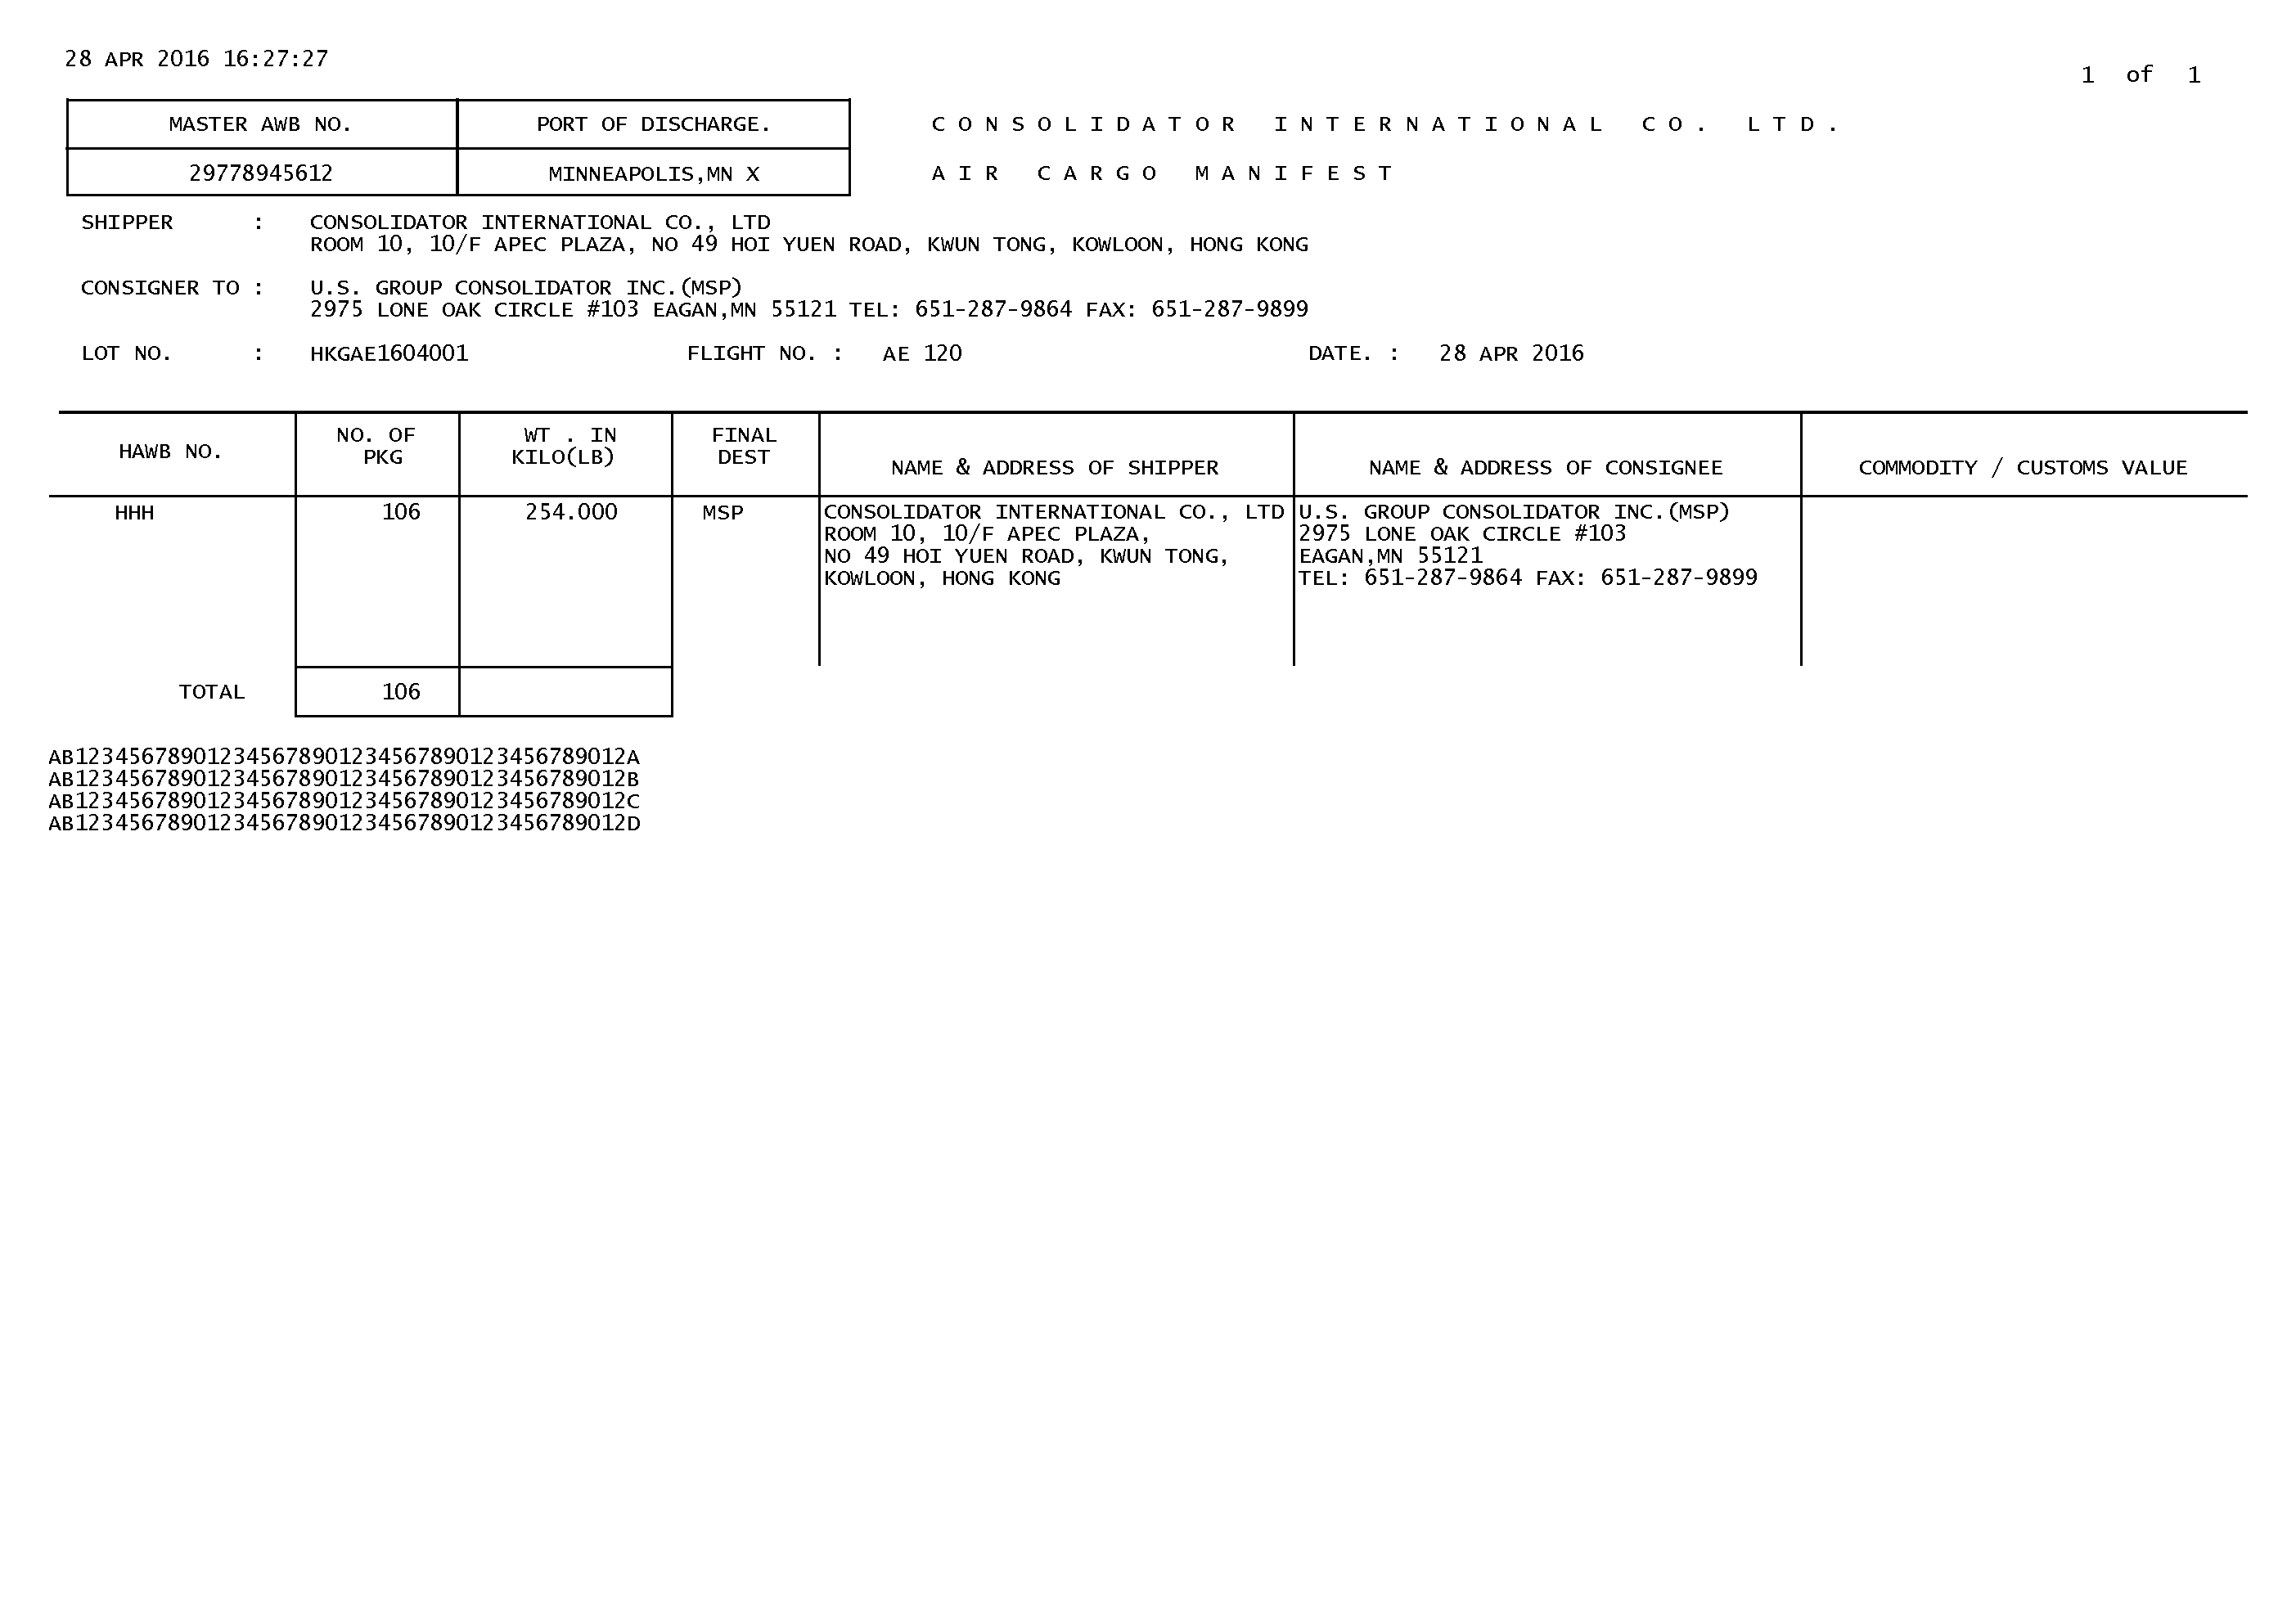 28 APR 2016 16:27:27
1 of 1
MASTER AWB NO. PORT OF DISCHARGE.
C O N S O L I D A T O R I N T E R N A T I O N A L C O . L T D .
29778945612 MINNEAPOLIS,MN X
A I R C A R G O M A N I F E S T
SHIPPER : CONSOLIDATOR INTERNATIONAL CO., LTD
ROOM 10, 10/F APEC PLAZA, NO 49 HOI YUEN ROAD, KWUN TONG, KOWLOON, HONG KONG
CONSIGNER TO : U.S. GROUP CONSOLIDATOR INC.(MSP)
2975 LONE OAK CIRCLE #103 EAGAN,MN 55121 TEL: 651-287-9864 FAX: 651-287-9899
LOT NO. : HKGAE1604001 FLIGHT NO. : AE 120 DATE. : 28 APR 2016
HAWB NO.
NO. OF
PKG
WT . IN
KILO(LB)
FINAL
DEST
NAME & ADDRESS OF SHIPPER
NAME & ADDRESS OF CONSIGNEE
COMMODITY / CUSTOMS VALUE
HHH
106
254.000
MSP
CONSOLIDATOR INTERNATIONAL CO., LTD
ROOM 10, 10/F APEC PLAZA,
NO 49 HOI YUEN ROAD, KWUN TONG,
KOWLOON, HONG KONG
U.S. GROUP CONSOLIDATOR INC.(MSP)
2975 LONE OAK CIRCLE #103
EAGAN,MN 55121
TEL: 651-287-9864 FAX: 651-287-9899
TOTAL 106
AB123456789012345678901234567890123456789012A
AB123456789012345678901234567890123456789012B
AB123456789012345678901234567890123456789012C
AB123456789012345678901234567890123456789012D